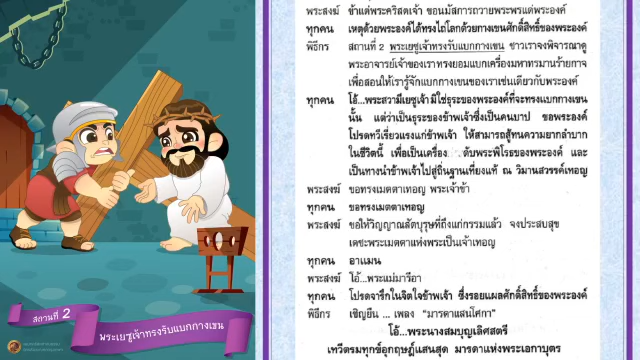 สถานที่ 2
พระเยซูเจ้าทรงรับแบกกางเขน
พระสงฆ์ ข้าแต่พระคริสตเจ้า ขอนมัสการถวายพระพรแด่พระองค์
ทุกคน เหตุด้วยพระองค์ได้ทรงไถ่โลกด้วยกางเขนศักดิ์สิทธิ์ของพระองค์
พิธีกร สถานที่ 2 พระเยซูเจ้าทรงรับแบกกางเขน ชาวเราจงพิจารณาดู
พระอาจารย์เจ้าของเราทรงยอมแบกเครื่องมหาทรมานร้ายกาจ
เพื่อสอนให้เรารู้จักแบกกางเขนของเราเช่นเดียวกับพระองค์
ทุกคน โอ้...พระสวามีเยซูเจ้า มิใช่ธุระของพระองค์ที่จะทรงแบกกางเขน
นั้น แต่ว่าเป็นธุระของข้าพเจ้าซึ่งเป็นคนบาป ขอพระองค์
โปรดทวีเรี่ยวแรงแก่ข้าพเจ้า ให้สามารถสู้ทนความยากลำบาก
ในชีวิตนี้ เพื่อเป็นเครื่อง ดับพระพิโรธของพระองค์ และ
เป็นทางนำข้าพเจ้าไปสู่ถิ่นฐานเที่ยงแท้ ณ วิมานสวรรค์เทอญ
พระสงฆ์ ขอทรงเมตตาเทอญ พระเจ้าข้า
ทุกคน ขอทรงเมตตาเทอญ
พระสงฆ์ ขอให้วิญญาณสัตบุรุษที่ถึงแก่กรรมแล้ว จงประสบสุข
เดชะพระเมตตาแห่งพระเป็นเจ้าเทอญ
ทุกคน อาแมน
พระสงฆ์ โอ้...พระแม่มารีอา
ทุกคน โปรดจารึกในจิตใจข้าพเจ้า ซึ่งรอยแผลศักดิ์สิทธิ์ของพระองค์
พิธีกร เชิญยืน ... เพลง "มารดาแสนโศกา"
โอ้...พระนางสมบุญเลิศสตรี
เทวีตรมทุกข์อุกฤษฏ์แสนสุด มารดาแห่งพระเอกาบุตร